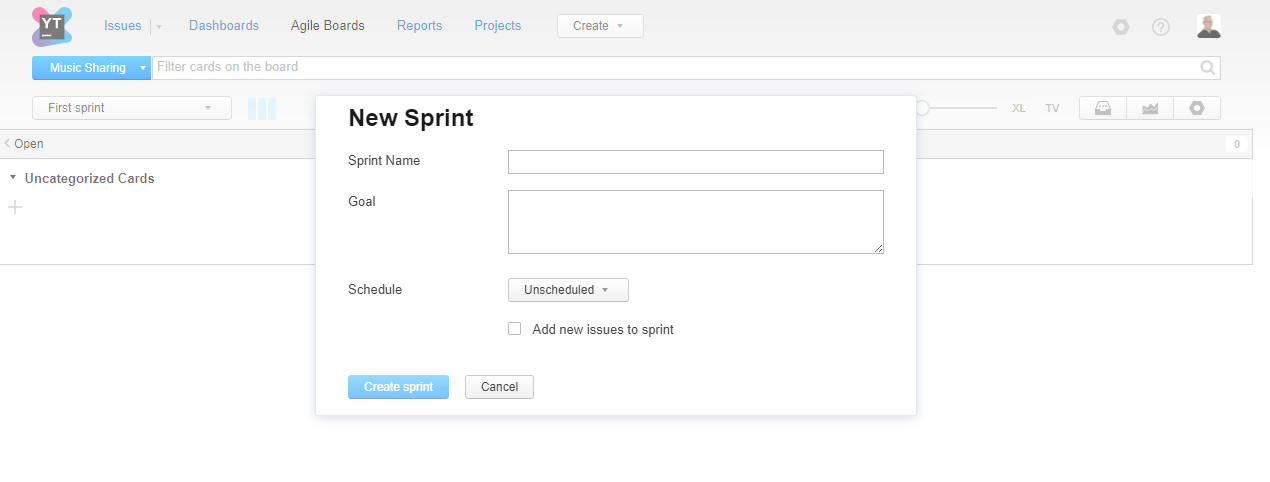 YT
Issues Dashboards Agile Boards Reports Projects Create
Music Sharing Filter cards on the board
First sprint XL TV
Open 0
Uncategorized Cards
New Sprint
Sprint Name
Goal
Schedule Unscheduled
Add new issues to sprint
Create sprint Cancel